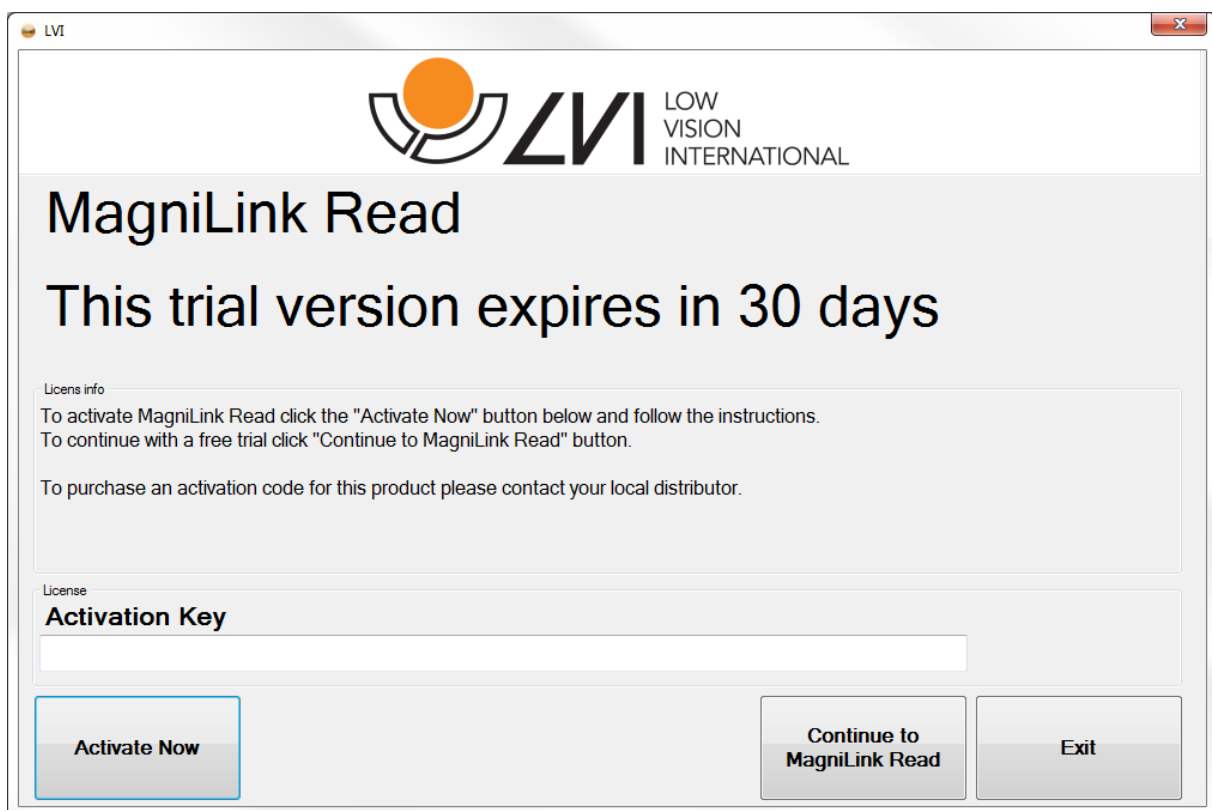 LVI
LVI
LOW
VISION
INTERNATIONAL
MagniLink Read
This trial version expires in 30 days
Licens info
To activate MagniLink Read click the "Activate Now" button below and follow the instructions.
To continue with a free trial click "Continue to MagniLink Read" button.
To purchase an activation code for this product please contact your local distributor.
License
Activation Key
Activate Now
Continue to
MagniLink Read
Exit